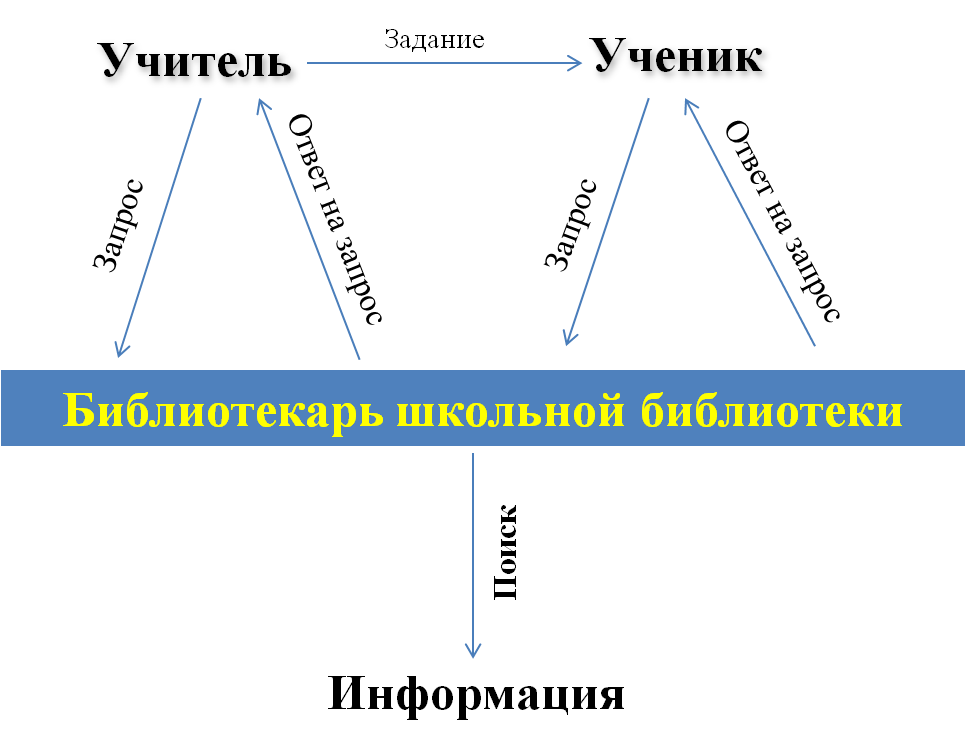 Задание
Учитель
Ученик
Запрос
Ответ на запрос
Запрос
Ответ на запрос
Библиотекарь школьной библиотеки
Поиск
Информация